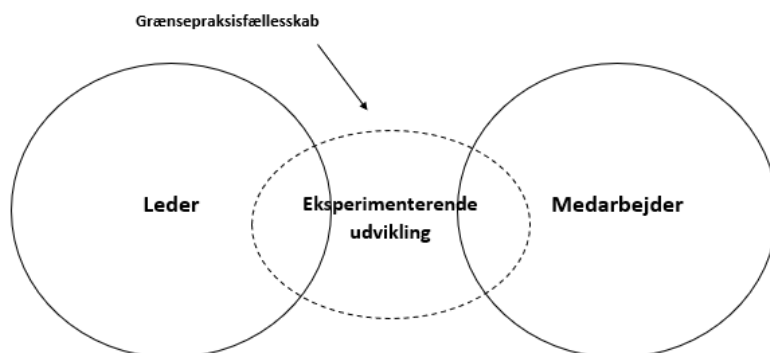 Grænsepraksisfællesskab
Leder
Eksperimenterende
udvikling
Medarbejder